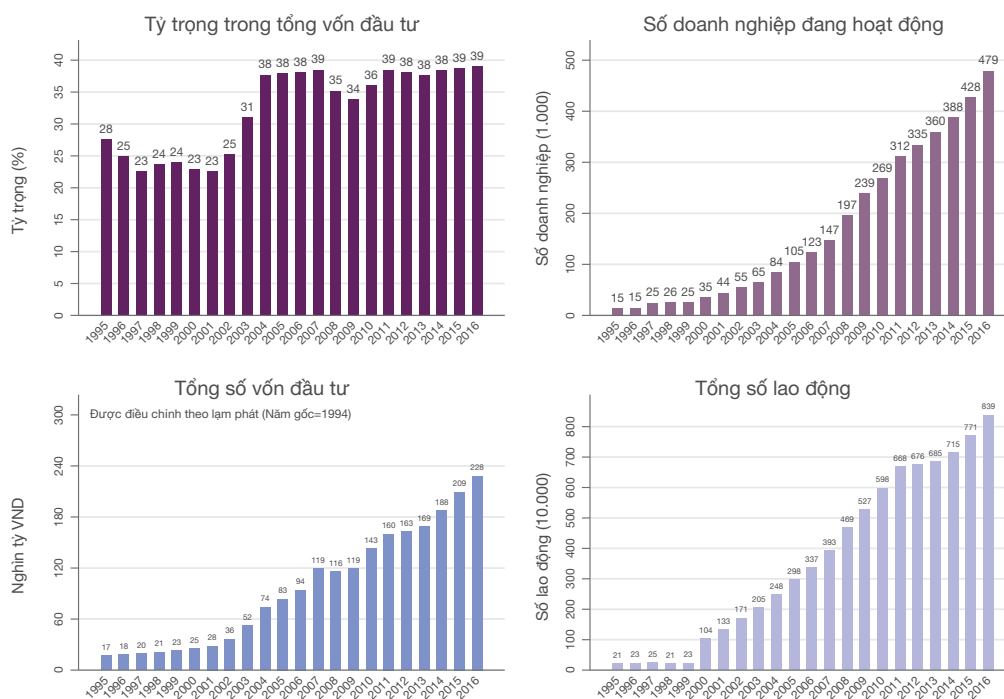 Tỷ trọng trong tổng vốn đầu tư
Tỷ trọng (%)
40
35
30
25
20
15
10
5
0
28 25 23 24 24 23 23 25 31 38 38 38 39 35 34 36 39 38 38 38 39 39
1995 1996 1997 1998 1999 2000 2001 2002 2003 2004 2005 2006 2007 2008 2009 2010 2011 2012 2013 2014 2015 2016
Số doanh nghiệp đang hoạt động
Số doanh nghiệp (1.000)
500
400
300
200
100
0
15 15 25 26 25 35 44 55 65 84 105 123 147 197 239 269 312 335 360 388 428 479
1995 1996 1997 1998 1999 2000 2001 2002 2003 2004 2005 2006 2007 2008 2009 2010 2011 2012 2013 2014 2015 2016
Tổng số vốn đầu tư
Được điều chinh theo lạm phát (Năm gốc=1994)
Nghìn tỷ VND
300
240
180
120
60
0
17 18 20 21 23 25 28 36 52 74 83 94 119 116 119 143 160 163 169 188 209 228
1995 1996 1997 1998 1999 2000 2001 2002 2003 2004 2005 2006 2007 2008 2009 2010 2011 2012 2013 2014 2015 2016
Tổng số lao động
Số lao động (10.000)
800
700
600
500
400
300
200
100
0
21 23 25 21 23 104 133 171 205 248 298 337 393 469 527 598 668 676 685 715 771 839
1995 1996 1997 1998 1999 2000 2001 2002 2003 2004 2005 2006 2007 2008 2009 2010 2011 2012 2013 2014 2015 2016